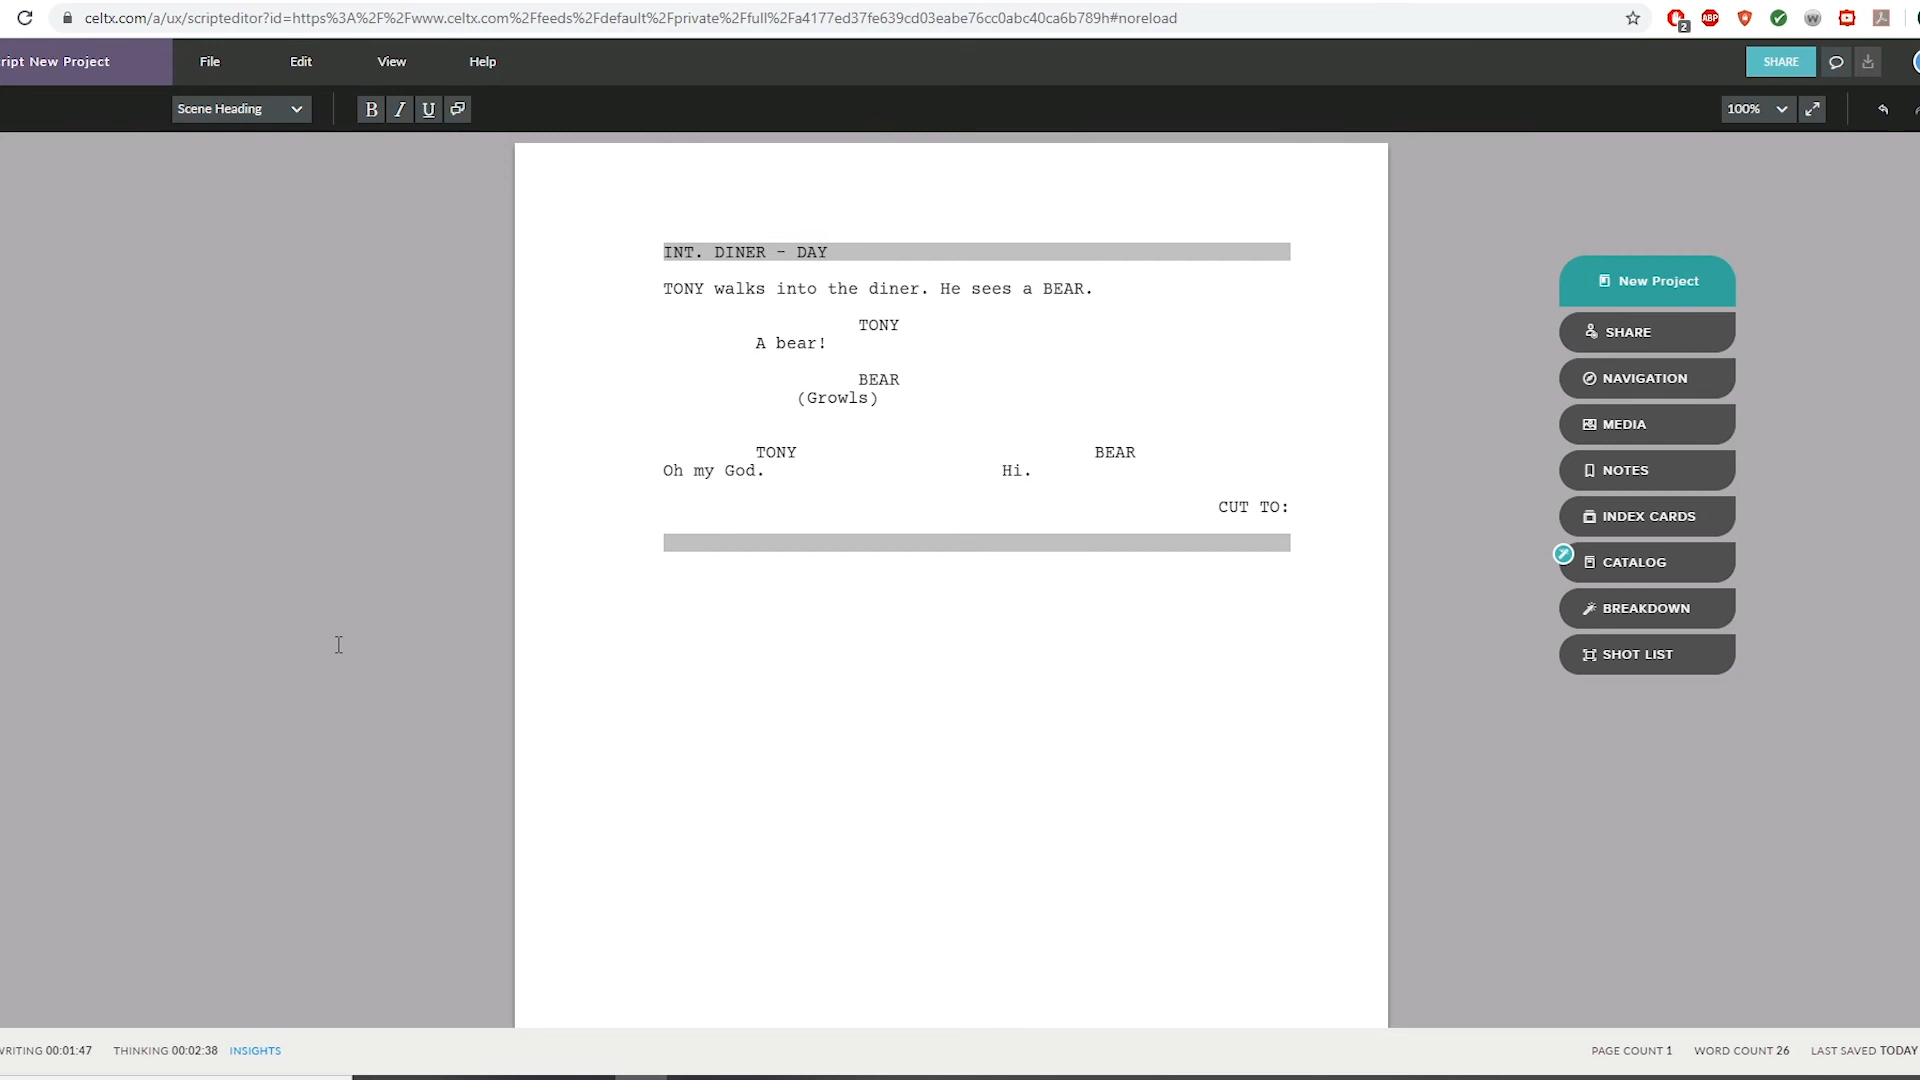 celtx.com/a/ux/scripteditor?id=https%3A%2F%2Fwww.celtx.com%2Ffeeds%2Fdefault%2Fprivate%2Ffull%2Fa4177ed37fe639cd03eabe76cc0abc40ca6b789h#noreload
2
ABP
W
ript New Project
File
Edit
View
Help
SHARE
Scene Heading
B
I
U
100%
INT. DINER - DAY
TONY walks into the diner. He sees a BEAR.
TONY
A bear!
BEAR
(Growls)
TONY BEAR
Oh my God. Hi.
CUT TO:
New Project
SHARE
NAVIGATION
MEDIA
NOTES
INDEX CARDS
CATALOG
BREAKDOWN
SHOT LIST
WRITING 00:01:47 THINKING 00:02:38 INSIGHTS
PAGE COUNT 1 WORD COUNT 26 LAST SAVED TODAY